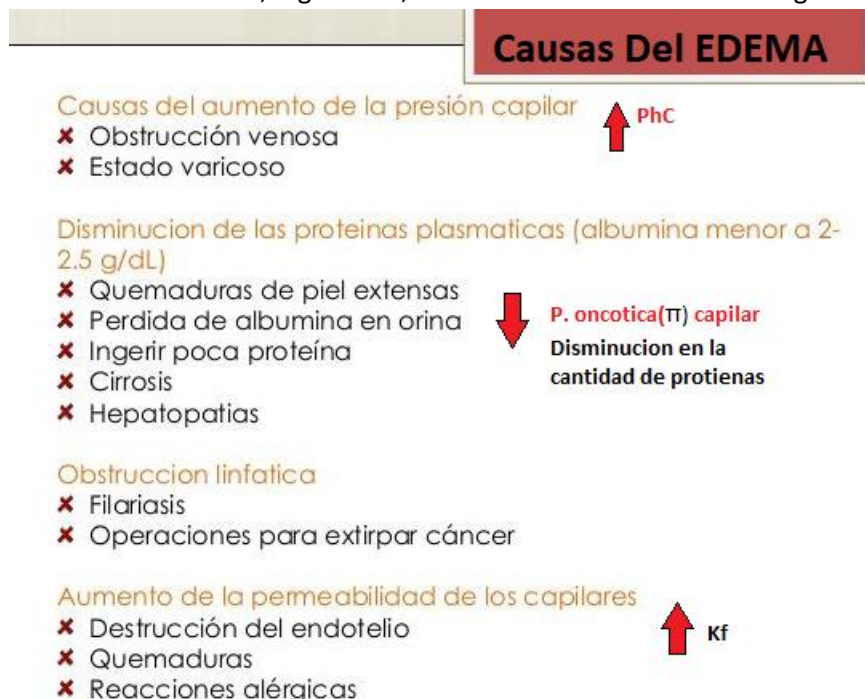 Causas Del EDEMA
Causas del aumento de la presión capilar
PhC
✘ Obstrucción venosa
✘ Estado varicoso
Disminucion de las proteinas plasmaticas (albumina menor a 2-
2.5 g/dL)
✘ Quemaduras de piel extensas
✘ Perdida de albumina en orina
✘ Ingerir poca proteína
✘ Cirrosis
✘ Hepatopatias
P. oncotica(π) capilar
Disminucion en la
cantidad de protienas
Obstruccion linfatica
✘ Filariasis
✘ Operaciones para extirpar cáncer
Aumento de la permeabilidad de los capilares
✘ Destrucción del endotelio
✘ Quemaduras
✘ Reacciones alérgicas
Kf